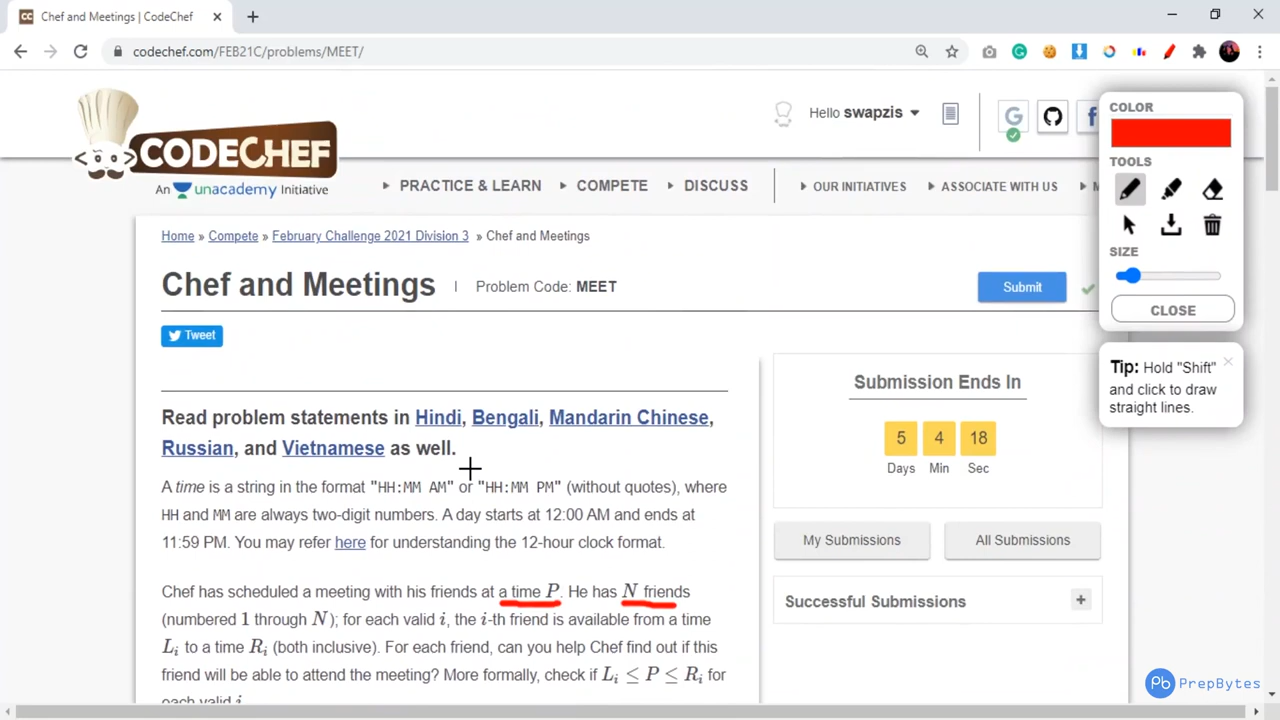 Chef and Meetings | CodeChef
codechef.com/FEB21C/problems/MEET/
CODECHEF
An unacademy Initiative
Hello swapzis
PRACTICE & LEARN COMPETE DISCUSS
OUR INITIATIVES ASSOCIATE WITH US M
Home » Compete » February Challenge 2021 Division 3 » Chef and Meetings
Chef and Meetings | Problem Code: MEET
Submit
Tweet
Read problem statements in Hindi, Bengali, Mandarin Chinese,
Russian, and Vietnamese as well.
A time is a string in the format "HH:MM AM" or "HH:MM PM" (without quotes), where
HH and MM are always two-digit numbers. A day starts at 12:00 AM and ends at
11:59 PM. You may refer here for understanding the 12-hour clock format.
Chef has scheduled a meeting with his friends at a time P. He has N friends
(numbered 1 through N); for each valid i, the i-th friend is available from a time
Lᵢ to a time Rᵢ (both inclusive). For each friend, can you help Chef find out if this
friend will be able to attend the meeting? More formally, check if Lᵢ ≤ P ≤ Rᵢ for
each valid i.
Submission Ends In
5 4 18
Days Min Sec
My Submissions
All Submissions
Successful Submissions +
COLOR
TOOLS
SIZE
CLOSE
Tip: Hold "Shift"
and click to draw
straight lines.
Pb PrepBytes